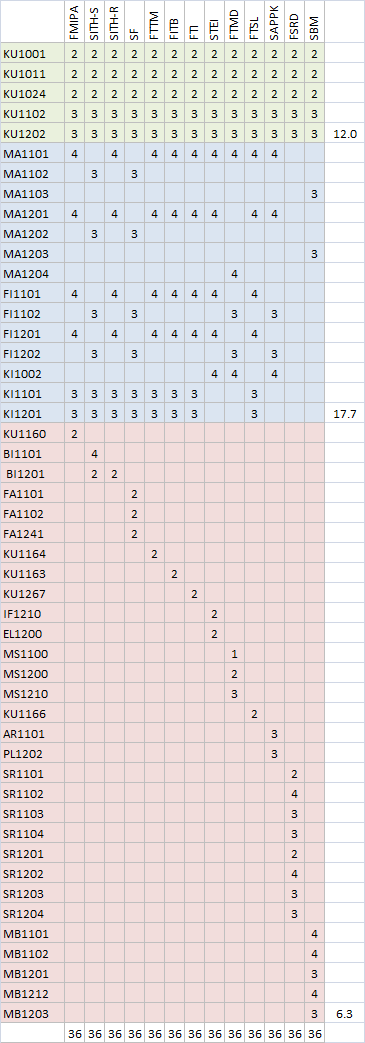 FMIPA SITH-S SITH-R SF FTTM FITB FTI STEI FTMD FTSL SAPPK FSRD SBM
KU1001 2 2 2 2 2 2 2 2 2 2 2 2 2
KU1011 2 2 2 2 2 2 2 2 2 2 2 2 2
KU1024 2 2 2 2 2 2 2 2 2 2 2 2 2
KU1102 3 3 3 3 3 3 3 3 3 3 3 3 3
KU1202 3 3 3 3 3 3 3 3 3 3 3 3 3 12.0
MA1101 4 4 4 4 4 4 4 4 4
MA1102 3 3
MA1103 3
MA1201 4 4 4 4 4 4 4 4
MA1202 3 3
MA1203 3
MA1204 4
FI1101 4 4 4 4 4 4 4
FI1102 3 3 3 3
FI1201 4 4 4 4 4 4 4
FI1202 3 3 3 3
KI1002 4 4 4
KI1101 3 3 3 3 3 3 3 3
KI1201 3 3 3 3 3 3 3 3 17.7
KU1160 2
BI1101 4
BI1201 2 2
FA1101 2
FA1102 2
FA1241 2
KU1164 2
KU1163 2
KU1267 2
IF1210 2
EL1200 2
MS1100 1
MS1200 2
MS1210 3
KU1166 2
AR1101 3
PL1202 3
SR1101 2
SR1102 4
SR1103 3
SR1104 3
SR1201 2
SR1202 4
SR1203 3
SR1204 3
MB1101 4
MB1102 4
MB1201 3
MB1212 4
MB1203 3 6.3
36 36 36 36 36 36 36 36 36 36 36 36 36